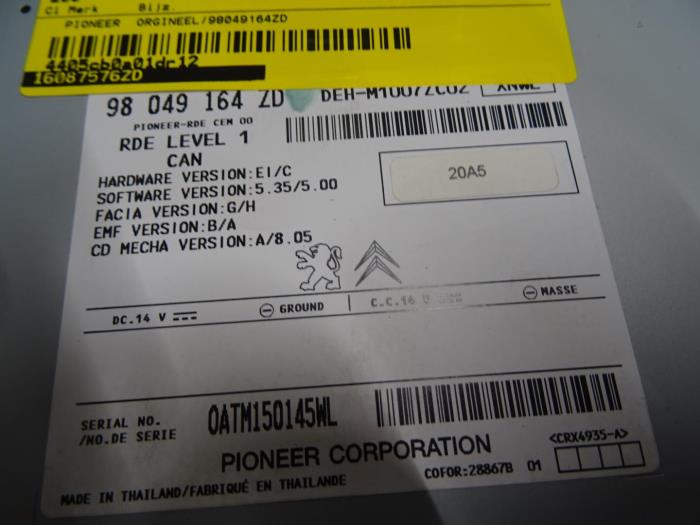 Ci Merk Bijz.
PIONEER ORGINEEL/98049164ZD
4405cb0a01dr12
16087576ZD
98 049 164 ZD DEH-M1007ZC02 XNWL
PIONEER-RDE CEM 00
RDE LEVEL 1
CAN
HARDWARE VERSION:EI/C
SOFTWARE VERSION:5.35/5.00
FACIA VERSION:G/H
EMF VERSION:B/A
CD MECHA VERSION:A/8.05
20A5
DC.14 V GROUND C.C.14 V MASSE
SERIAL NO.
/NO.DE SERIE OATM150145WL
PIONEER CORPORATION <CRX4935-A>
COFOR:28867B 01
MADE IN THAILAND/FABRIQUÉ EN THAILANDE